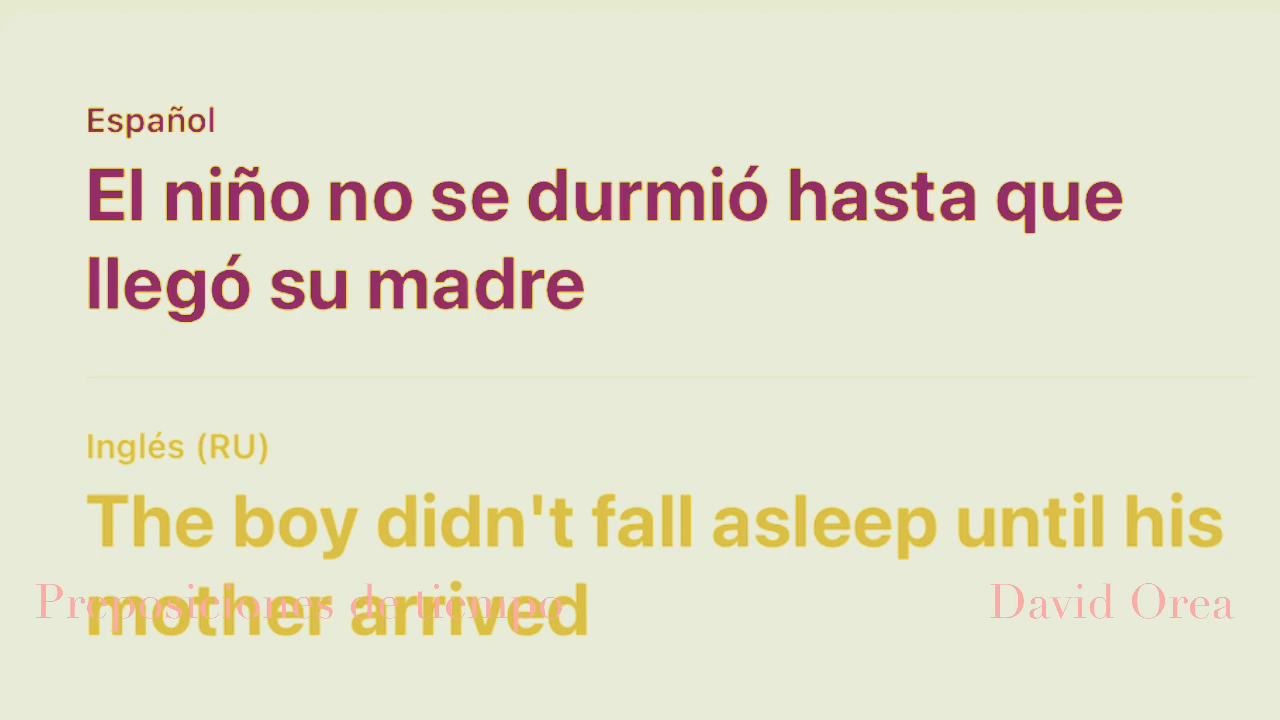 Español
El niño no se durmió hasta que
llegó su madre
Inglés (RU)
The boy didn't fall asleep until his
mother arrived
Preposiciones de tiempo
David Orea